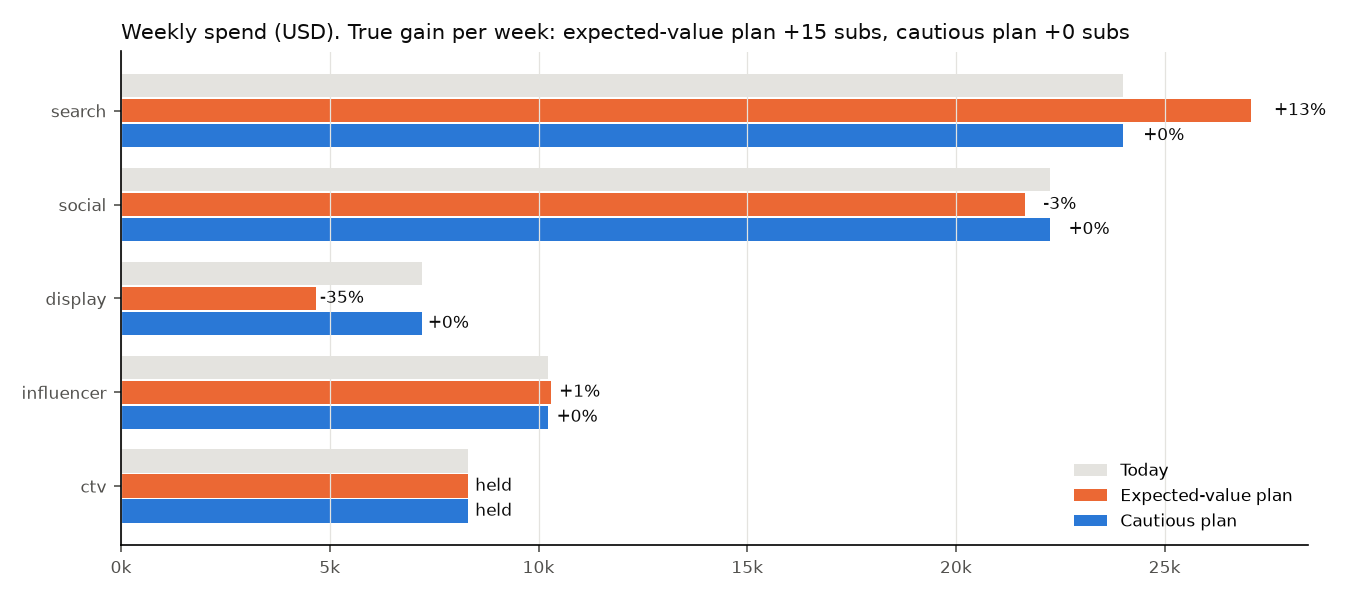 Weekly spend (USD). True gain per week: expected-value plan +15 subs, cautious plan +0 subs
search
+13%
+0%
social
-3%
+0%
display
-35%
+0%
influencer
+1%
+0%
ctv
held
held
Today
Expected-value plan
Cautious plan
0k 5k 10k 15k 20k 25k